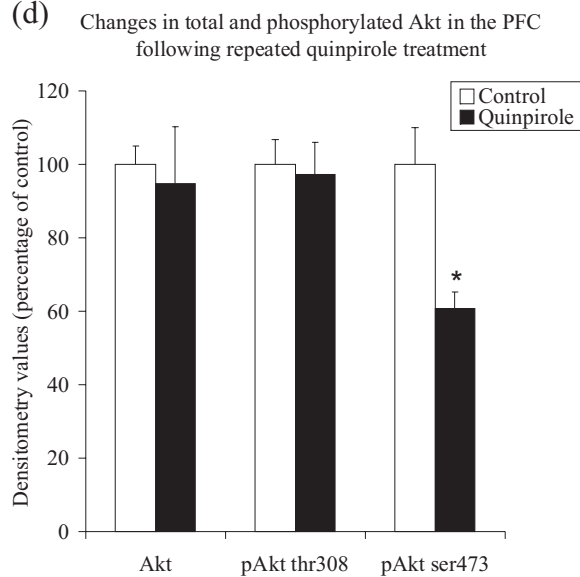 (d) Changes in total and phosphorylated Akt in the PFC
following repeated quinpirole treatment
Control
Quinpirole
Densitometry values (percentage of control)
120
100
80
60
40
20
0
*
Akt pAkt thr308 pAkt ser473